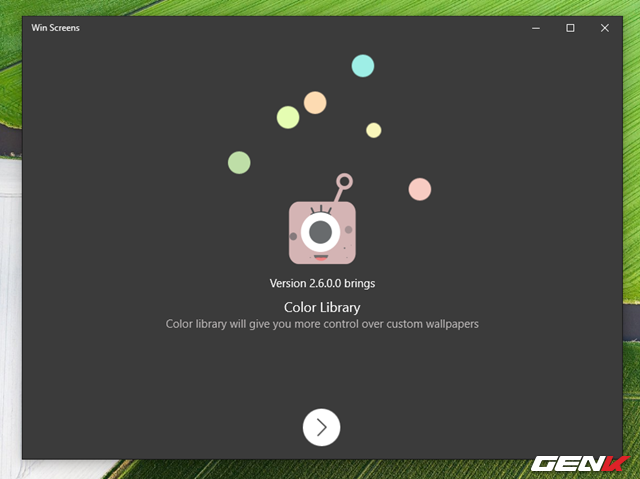 Win Screens
Version 2.6.0.0 brings
Color Library
Color library will give you more control over custom wallpapers
GENK